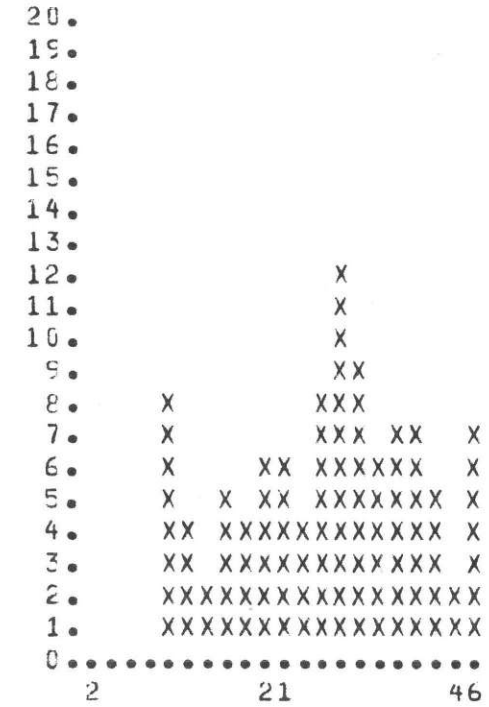 20.
19.
18.
17.
16.
15.
14.
13.
12.              X
11.              X
10.              X
 9.              XX
 8.     X       XXX
 7.     X       XXX XX  X
 6.     X    XX XXXXXX  X
 5.     X  X XX XXXXXXX X
 4.     XX XXXXXXXXXXXX X
 3.     XX XXXXXXXXXXXX X
 2.     XXXXXXXXXXXXXXXXX
 1.     XXXXXXXXXXXXXXXXX
 0......................
   2         21        46